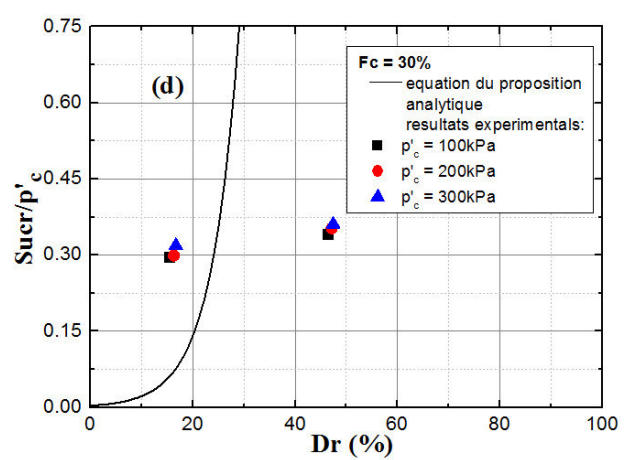 0.75
0.60
0.45
0.30
0.15
0.00
Sucr/p'c
(d)
Fc = 30%
equation du proposition
analytique
resultats experimentals:
p'c = 100kPa
p'c = 200kPa
p'c = 300kPa
0 20 40 60 80 100
Dr (%)